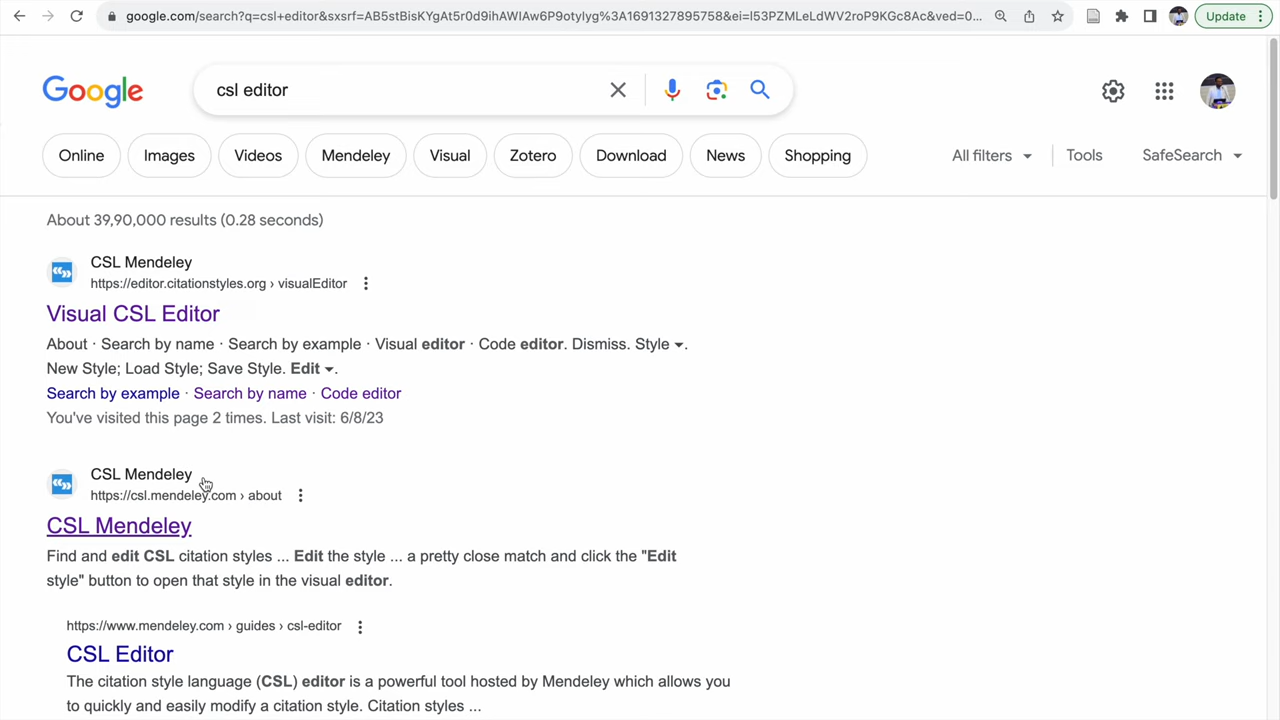 google.com/search?q=csl+editor&sxsrf=AB5stBisKYgAt5r0dtihAWIAw6P9otylyg%3A1691327895758&ei=l53PZMLeLdWV2roP9KGc8Ac&ved=0...
Update
Google
csl editor
Online
Images
Videos
Mendeley
Visual
Zotero
Download
News
Shopping
All filters
Tools
SafeSearch
About 39,90,000 results (0.28 seconds)
CSL Mendeley
https://editor.citationstyles.org › visualEditor
Visual CSL Editor
About · Search by name · Search by example · Visual editor · Code editor. Dismiss. Style ▾.
New Style; Load Style; Save Style. Edit ▾.
Search by example · Search by name · Code editor
You've visited this page 2 times. Last visit: 6/8/23
CSL Mendeley
https://csl.mendeley.com › about
CSL Mendeley
Find and edit CSL citation styles ... Edit the style ... a pretty close match and click the "Edit
style" button to open that style in the visual editor.
https://www.mendeley.com › guides › csl-editor
CSL Editor
The citation style language (CSL) editor is a powerful tool hosted by Mendeley which allows you
to quickly and easily modify a citation style. Citation styles ...